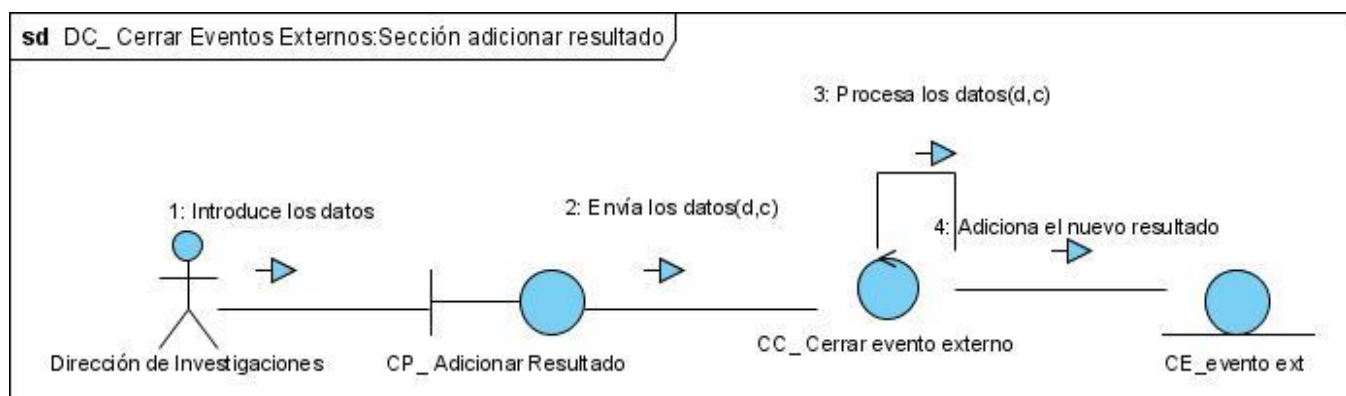 sd DC_ Cerrar Eventos Externos:Sección adicionar resultado
3: Procesa los datos(d,c)
1: Introduce los datos
2: Envía los datos(d,c)
4: Adiciona el nuevo resultado
Dirección de Investigaciones
CP_ Adicionar Resultado
CC_ Cerrar evento externo
CE_evento ext